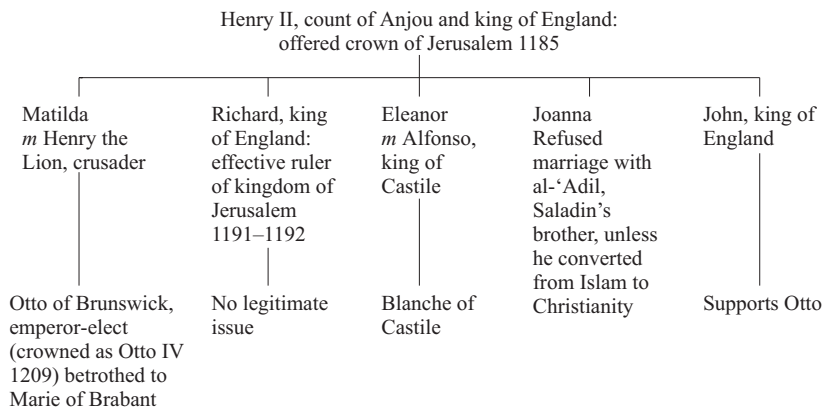 Henry II, count of Anjou and king of England:
offered crown of Jerusalem 1185
Matilda
m Henry the
Lion, crusader
Richard, king
of England:
effective ruler
of kingdom of
Jerusalem
1191–1192
Eleanor
m Alfonso,
king of
Castile
Joanna
Refused
marriage with
al-‘Adil,
Saladin’s
brother, unless
he converted
from Islam to
Christianity
John, king of
England
Otto of Brunswick,
emperor-elect
(crowned as Otto IV
1209) betrothed to
Marie of Brabant
No legitimate
issue
Blanche of
Castile
Supports Otto